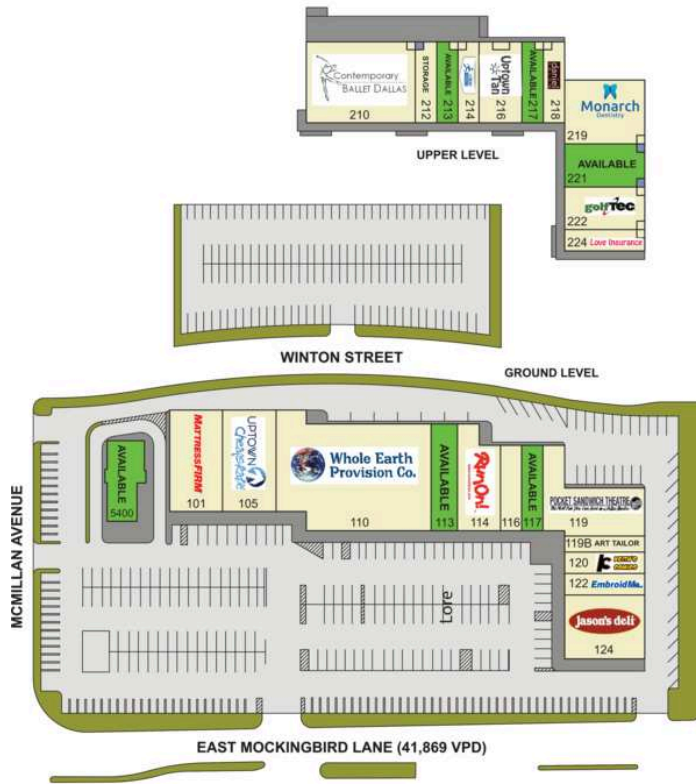 Contemporary
BALLET DALLAS
210
STORAGE
212
AVAILABLE
213
214
Uptown
Tan
216
AVAILABLE
217
daniel
218
Monarch
Dentistry
219
AVAILABLE
221
golfTEC
222
224 Love Insurance
UPPER LEVEL
WINTON STREET
GROUND LEVEL
MCMILLAN AVENUE
AVAILABLE
5400
MATTRESSFIRM
101
UPTOWN
CheapSkate
105
Whole Earth
Provision Co.
110
AVAILABLE
113
RunOn!
114
116
AVAILABLE
117
POCKET SANDWICH THEATRE
119
119B ART TAILOR
120
122 EmbroidMe
jason's deli
124
Lore
EAST MOCKINGBIRD LANE (41,869 VPD)